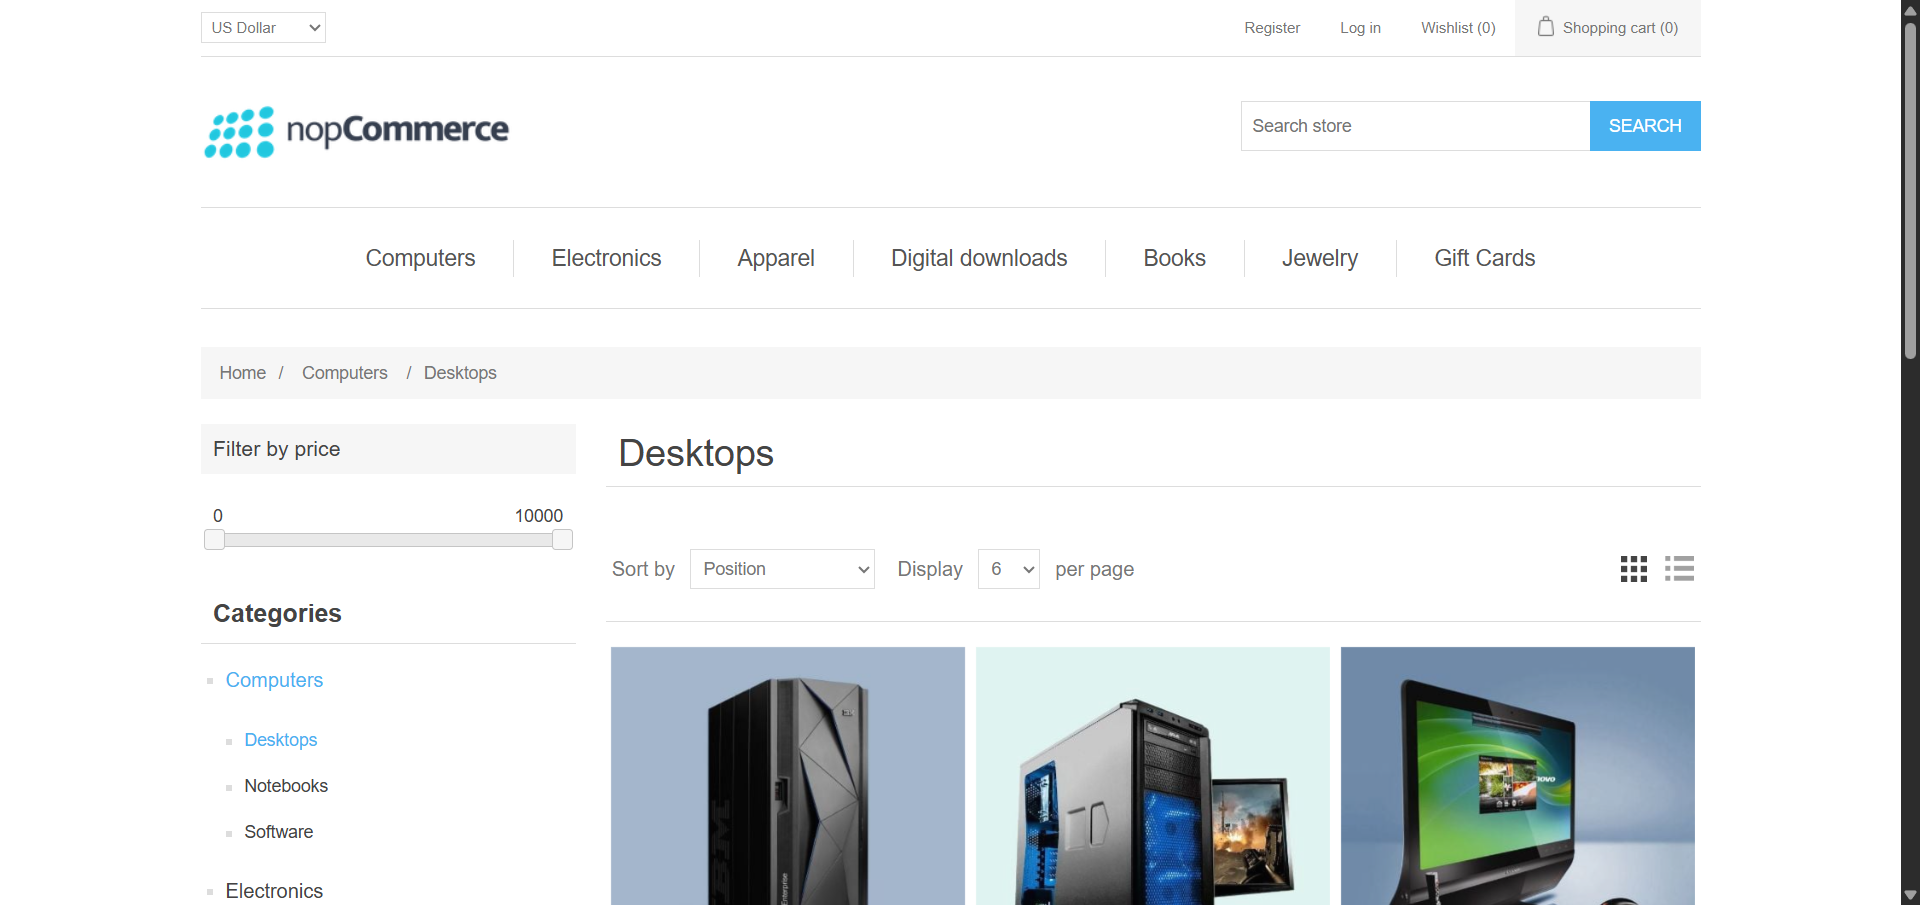 US Dollar
Register
Log in
Wishlist (0)
Shopping cart (0)
nopCommerce
Search store
SEARCH
Computers
Electronics
Apparel
Digital downloads
Books
Jewelry
Gift Cards
Home / Computers / Desktops
Filter by price
0 10000
Categories
Computers
Desktops
Notebooks
Software
Electronics
Desktops
Sort by Position Display 6 per page
IBM
Enterprise